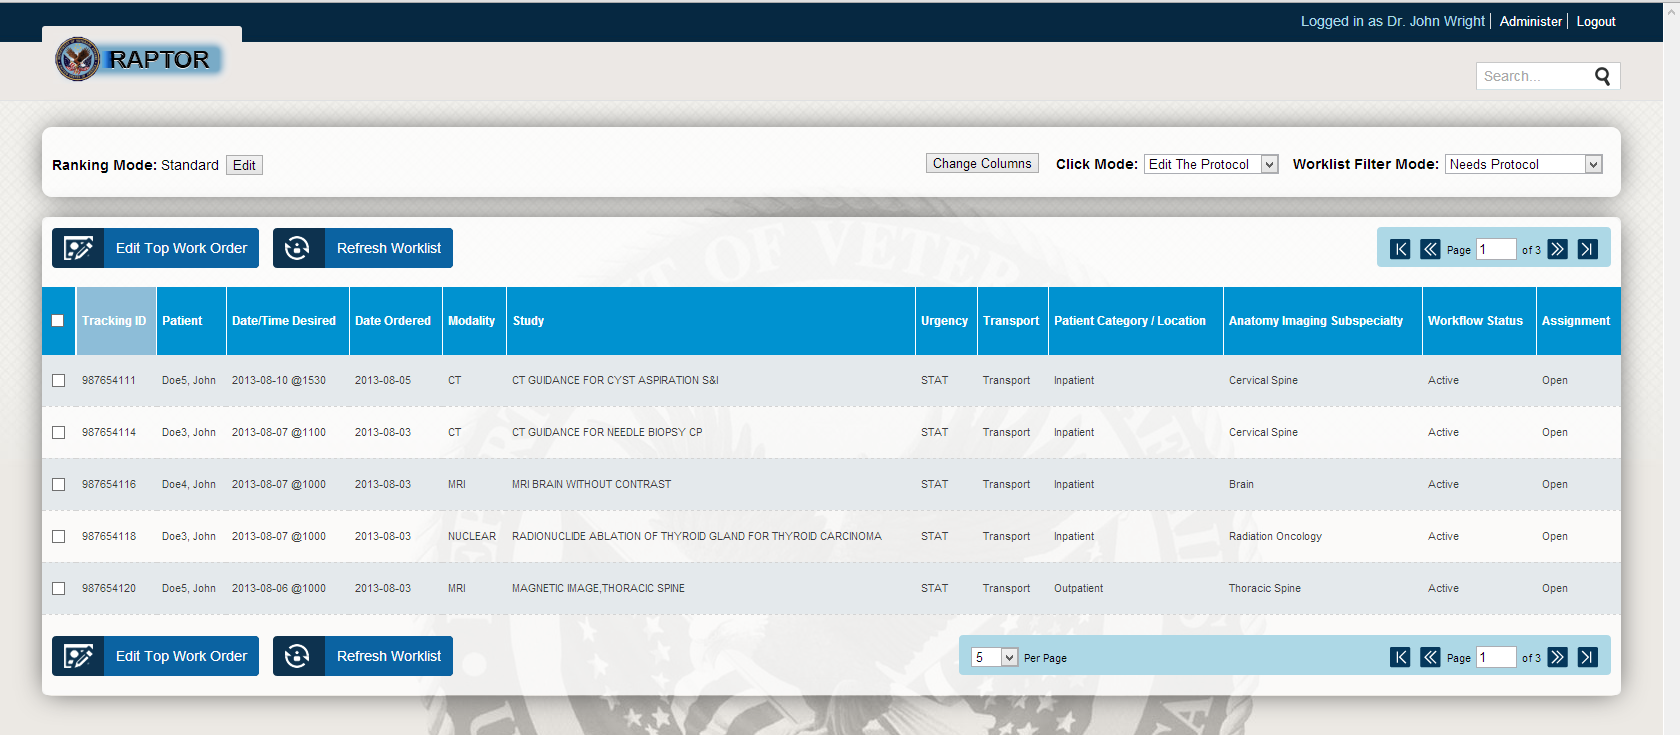 Logged in as Dr. John Wright | Administer | Logout
RAPTOR
Search...
Ranking Mode: Standard Edit Change Columns Click Mode: Edit The Protocol Worklist Filter Mode: Needs Protocol
Edit Top Work Order Refresh Worklist Page 1 of 3
Tracking ID Patient Date/Time Desired Date Ordered Modality Study Urgency Transport Patient Category / Location Anatomy Imaging Subspecialty Workflow Status Assignment
987654111 Doe5, John 2013-08-10 @1530 2013-08-05 CT CT GUIDANCE FOR CYST ASPIRATION S&I STAT Transport Inpatient Cervical Spine Active Open
987654114 Doe3, John 2013-08-07 @1100 2013-08-03 CT CT GUIDANCE FOR NEEDLE BIOPSY CP STAT Transport Inpatient Cervical Spine Active Open
987654116 Doe4, John 2013-08-07 @1000 2013-08-03 MRI MRI BRAIN WITHOUT CONTRAST STAT Transport Inpatient Brain Active Open
987654118 Doe3, John 2013-08-07 @1000 2013-08-03 NUCLEAR RADIONUCLIDE ABLATION OF THYROID GLAND FOR THYROID CARCINOMA STAT Transport Inpatient Radiation Oncology Active Open
987654120 Doe5, John 2013-08-06 @1000 2013-08-03 MRI MAGNETIC IMAGE,THORACIC SPINE STAT Transport Outpatient Thoracic Spine Active Open
Edit Top Work Order Refresh Worklist 5 Per Page Page 1 of 3